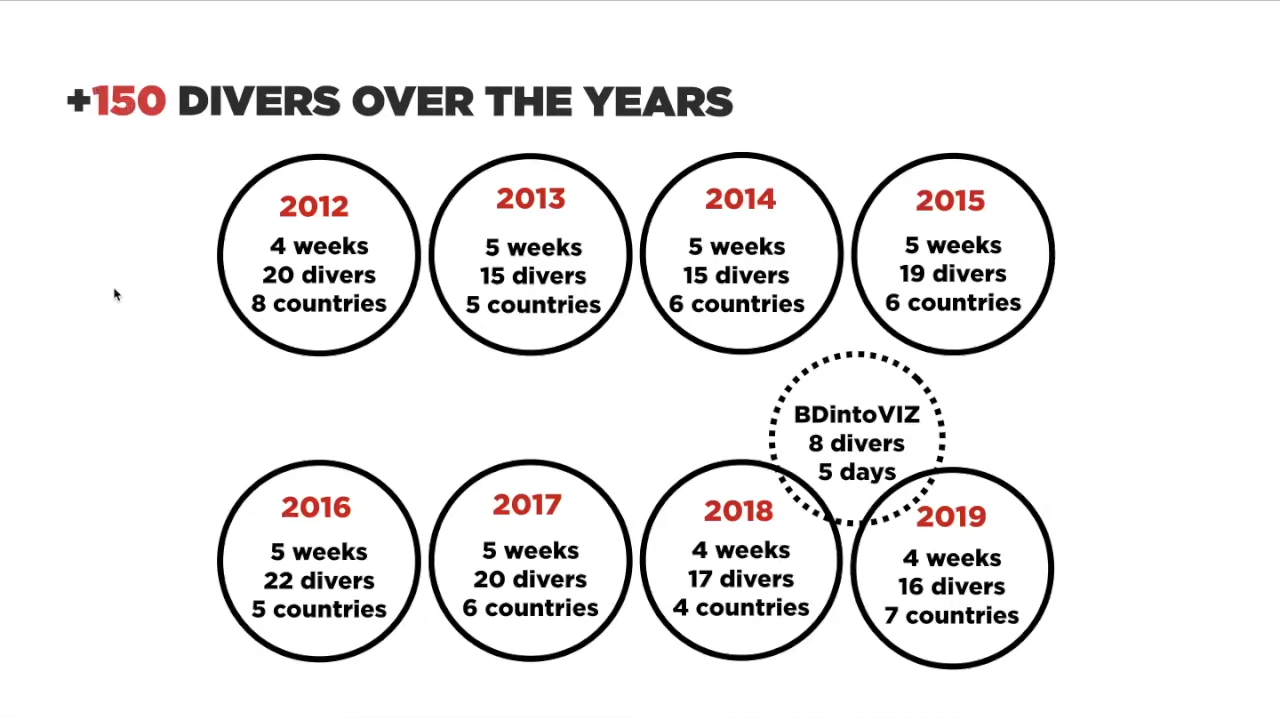 +150 DIVERS OVER THE YEARS
2012
4 weeks
20 divers
8 countries
2013
5 weeks
15 divers
5 countries
2014
5 weeks
15 divers
6 countries
2015
5 weeks
19 divers
6 countries
BDintoVIZ
8 divers
5 days
2016
5 weeks
22 divers
5 countries
2017
5 weeks
20 divers
6 countries
2018
4 weeks
17 divers
4 countries
2019
4 weeks
16 divers
7 countries